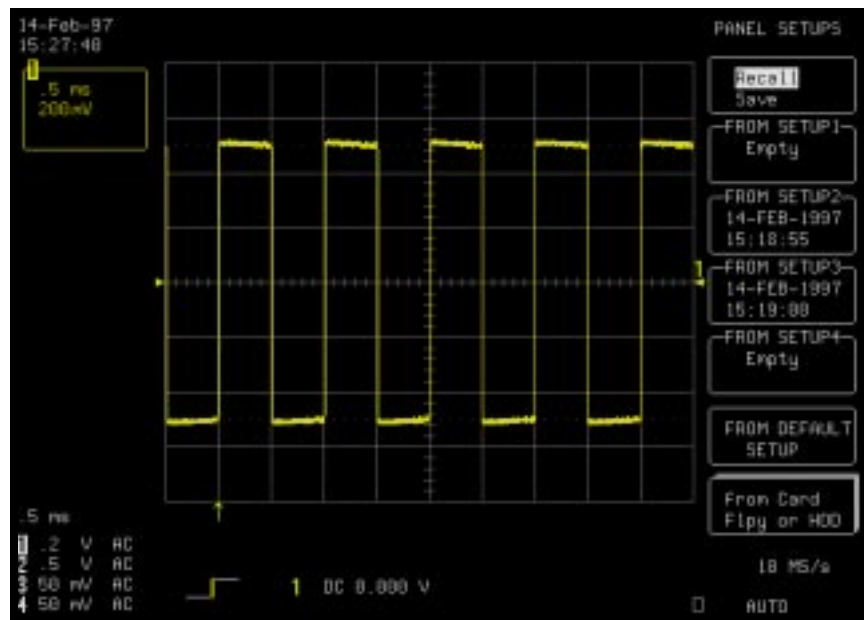 14-Feb-97
15:27:48
1
.5 ms
200mV
PANEL SETUPS
Recall
Save
FROM SETUP1
Empty
FROM SETUP2
14-FEB-1997
15:18:55
FROM SETUP3
14-FEB-1997
15:19:00
FROM SETUP4
Empty
FROM DEFAULT
SETUP
From Card
Flpy or HDD
1
.5 ms
1 .2 V AC
2 .5 V AC
3 50 mV AC
4 50 mV AC
1 DC 0.000 V
10 MS/s
AUTO